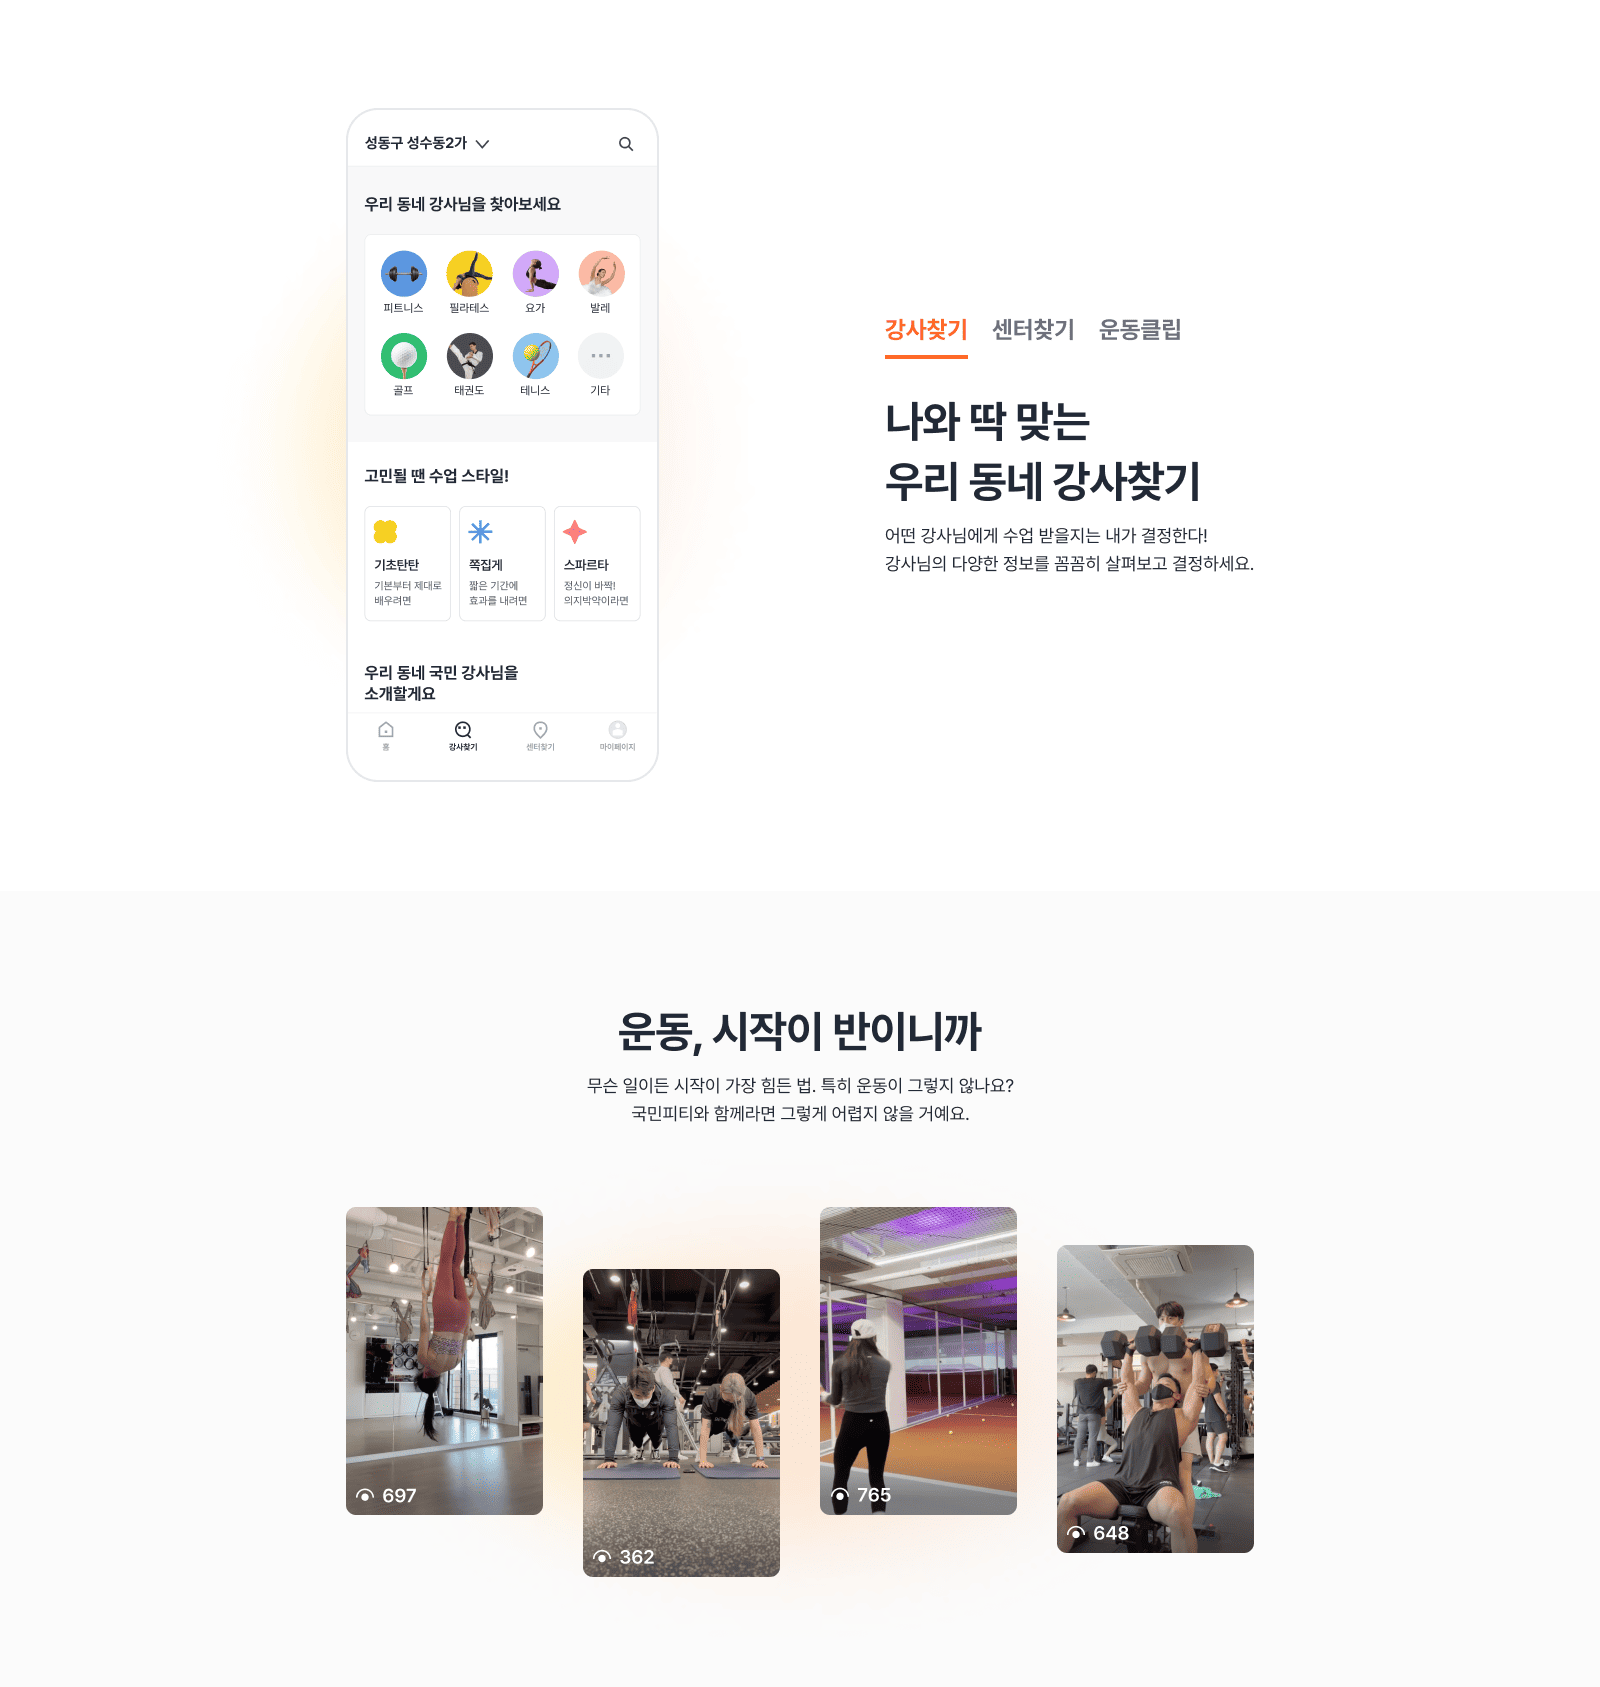 성동구 성수동2가
우리 동네 강사님을 찾아보세요
피트니스
필라테스
요가
발레
골프
태권도
테니스
기타
고민될 땐 수업 스타일!
기초탄탄
기본부터 제대로
배우려면
쪽집게
짧은 기간에
효과를 내려면
스파르타
정신이 바짝!
의지박약이라면
우리 동네 국민 강사님을
소개할게요
홈
강사찾기
센터찾기
마이페이지
강사찾기 센터찾기 운동클립
나와 딱 맞는
우리 동네 강사찾기
어떤 강사님에게 수업 받을지는 내가 결정한다!
강사님의 다양한 정보를 꼼꼼히 살펴보고 결정하세요.
운동, 시작이 반이니까
무슨 일이든 시작이 가장 힘든 법. 특히 운동이 그렇지 않나요?
국민피티와 함께라면 그렇게 어렵지 않을 거예요.
697
362
765
648